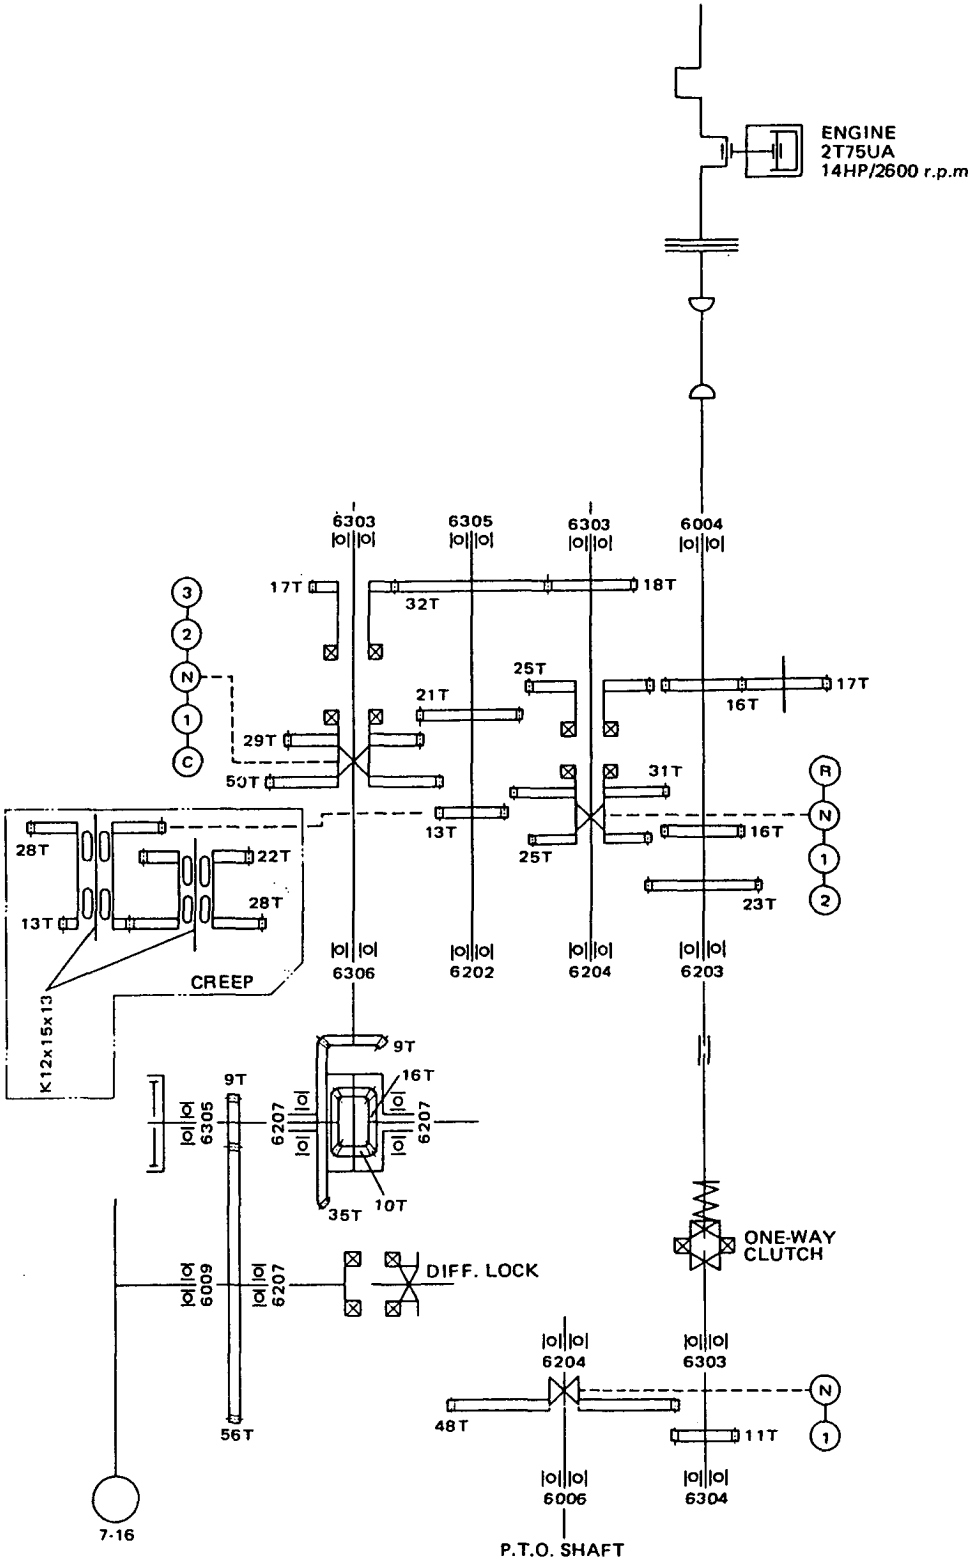 ENGINE
2T75UA
14HP/2600 r.p.m
6303
6305
6303
6004
17T
32T
18T
3
2
N
1
C
25T
16T
17T
21T
29T
50T
31T
R
N
1
2
13T
25T
16T
23T
28T
22T
13T
28T
CREEP
K12x15x13
6306
6202
6204
6203
9T
16T
9T
6305
6207
6207
10T
35T
ONE-WAY
CLUTCH
6009
6207
DIFF. LOCK
6204
6303
N
48T
11T
1
56T
6006
6304
7-16
P.T.O. SHAFT